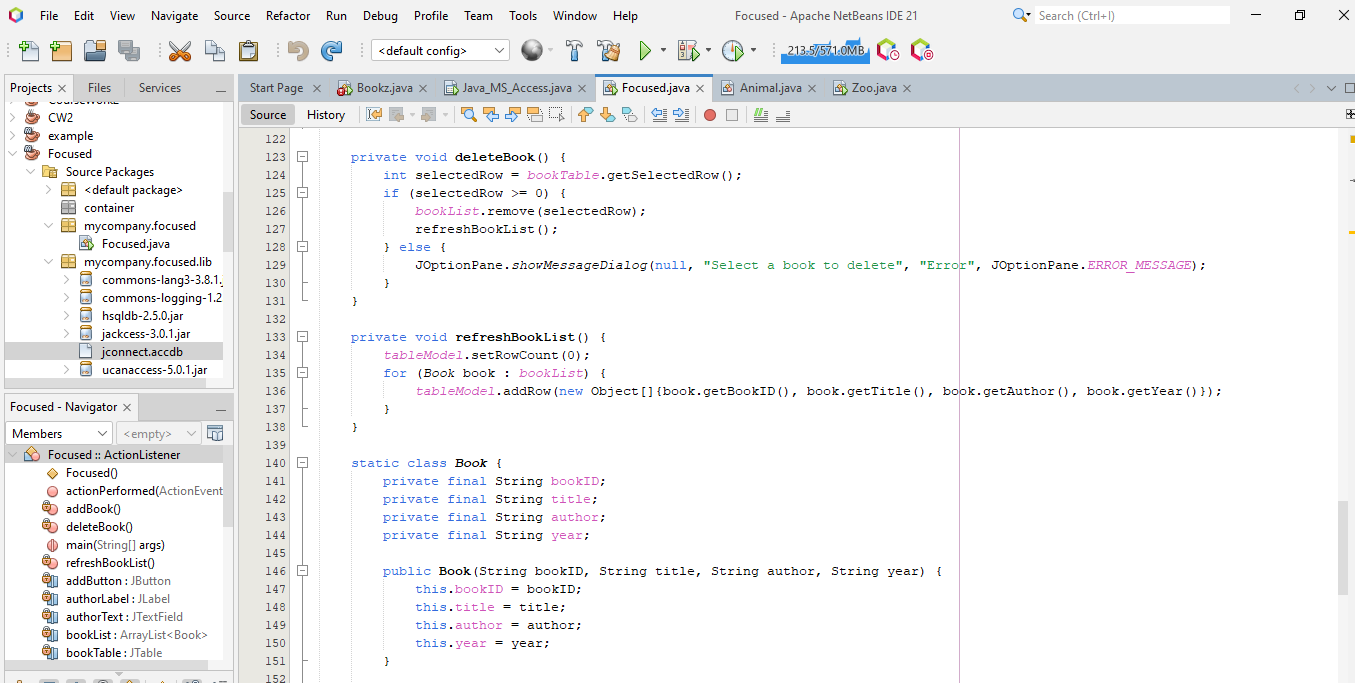 File Edit View Navigate Source Refactor Run Debug Profile Team Tools Window Help Focused - Apache NetBeans IDE 21 Search (Ctrl+I)
<default config> 213.5/571.0MB
Projects Files Services
CW2
example
Focused
Source Packages
<default package>
container
mycompany.focused
Focused.java
mycompany.focused.lib
commons-lang3-3.8.1.j
commons-logging-1.2
hsqldb-2.5.0.jar
jackcess-3.0.1.jar
jconnect.accdb
ucanaccess-5.0.1.jar
Focused - Navigator
Members <empty>
Focused :: ActionListener
Focused()
actionPerformed(ActionEvent
addBook()
deleteBook()
main(String[] args)
refreshBookList()
addButton : JButton
authorLabel : JLabel
authorText : JTextField
bookList : ArrayList<Book>
bookTable : JTable
Start Page Bookz.java Java_MS_Access.java Focused.java Animal.java Zoo.java
Source History
122
123 private void deleteBook() {
124 int selectedRow = bookTable.getSelectedRow();
125 if (selectedRow >= 0) {
126 bookList.remove(selectedRow);
127 refreshBookList();
128 } else {
129 JOptionPane.showMessageDialog(null, "Select a book to delete", "Error", JOptionPane.ERROR_MESSAGE);
130 }
131 }
132
133 private void refreshBookList() {
134 tableModel.setRowCount(0);
135 for (Book book : bookList) {
136 tableModel.addRow(new Object[]{book.getBookID(), book.getTitle(), book.getAuthor(), book.getYear()});
137 }
138 }
139
140 static class Book {
141 private final String bookID;
142 private final String title;
143 private final String author;
144 private final String year;
145
146 public Book(String bookID, String title, String author, String year) {
147 this.bookID = bookID;
148 this.title = title;
149 this.author = author;
150 this.year = year;
151 }
152